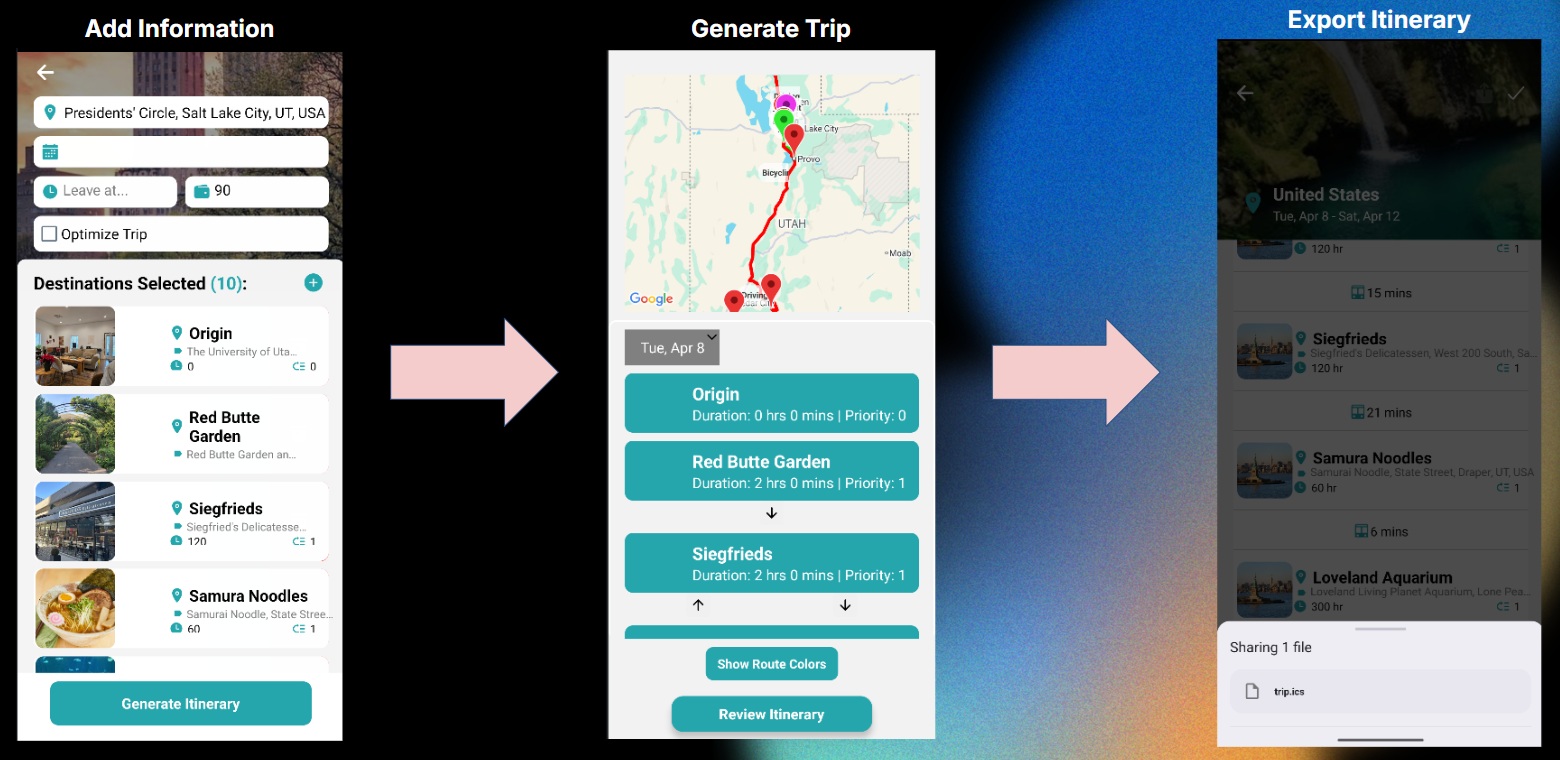 Add Information
Presidents' Circle, Salt Lake City, UT, USA
Leave at...
90
Optimize Trip
Destinations Selected (10):
Origin
The University of Uta...
0
0
Red Butte
Garden
Red Butte Garden an...
Siegfrieds
Siegfried's Delicatesse...
120
1
Samura Noodles
Samurai Noodle, State Stree...
60
1
Generate Itinerary
Generate Trip
Lake City
Provo
Bicyclin
UTAH
Moab
Driving
Google
Tue, Apr 8
Origin
Duration: 0 hrs 0 mins | Priority: 0
Red Butte Garden
Duration: 2 hrs 0 mins | Priority: 1
Siegfrieds
Duration: 2 hrs 0 mins | Priority: 1
Show Route Colors
Review Itinerary
Export Itinerary
United States
Tue, Apr 8 - Sat, Apr 12
120 hr
1
15 mins
Siegfrieds
Siegfried's Delicatessen, West 200 South, Sa...
120 hr
1
21 mins
Samura Noodles
Samurai Noodle, State Street, Draper, UT, USA
60 hr
1
6 mins
Loveland Aquarium
Loveland Living Planet Aquarium, Lone Pea...
300 hr
1
Sharing 1 file
trip.ics